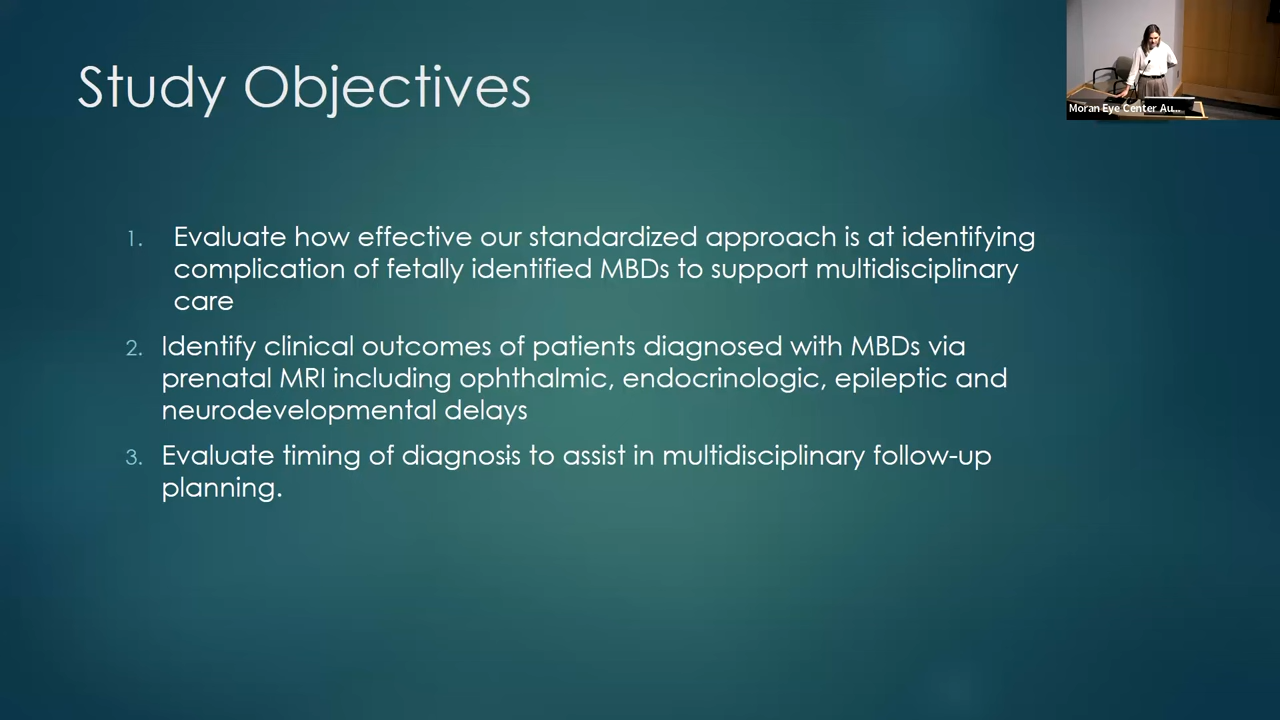 Study Objectives
Moran Eye Center Au...
1. Evaluate how effective our standardized approach is at identifying
complication of fetally identified MBDs to support multidisciplinary
care
2. Identify clinical outcomes of patients diagnosed with MBDs via
prenatal MRI including ophthalmic, endocrinologic, epileptic and
neurodevelopmental delays
3. Evaluate timing of diagnosis to assist in multidisciplinary follow-up
planning.